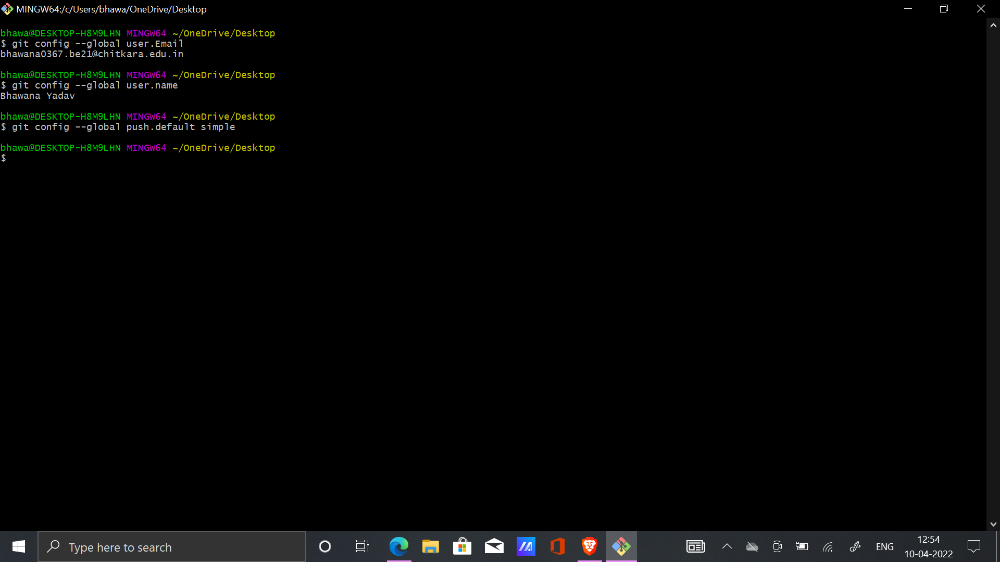 MINGW64:/c/Users/bhawa/OneDrive/Desktop
bhawa@DESKTOP-H8M9LHN MINGW64 ~/OneDrive/Desktop
$ git config --global user.Email
bhawana0367.be21@chitkara.edu.in
bhawa@DESKTOP-H8M9LHN MINGW64 ~/OneDrive/Desktop
$ git config --global user.name
Bhawana Yadav
bhawa@DESKTOP-H8M9LHN MINGW64 ~/OneDrive/Desktop
$ git config --global push.default simple
bhawa@DESKTOP-H8M9LHN MINGW64 ~/OneDrive/Desktop
$
Type here to search
ENG
12:54
10-04-2022